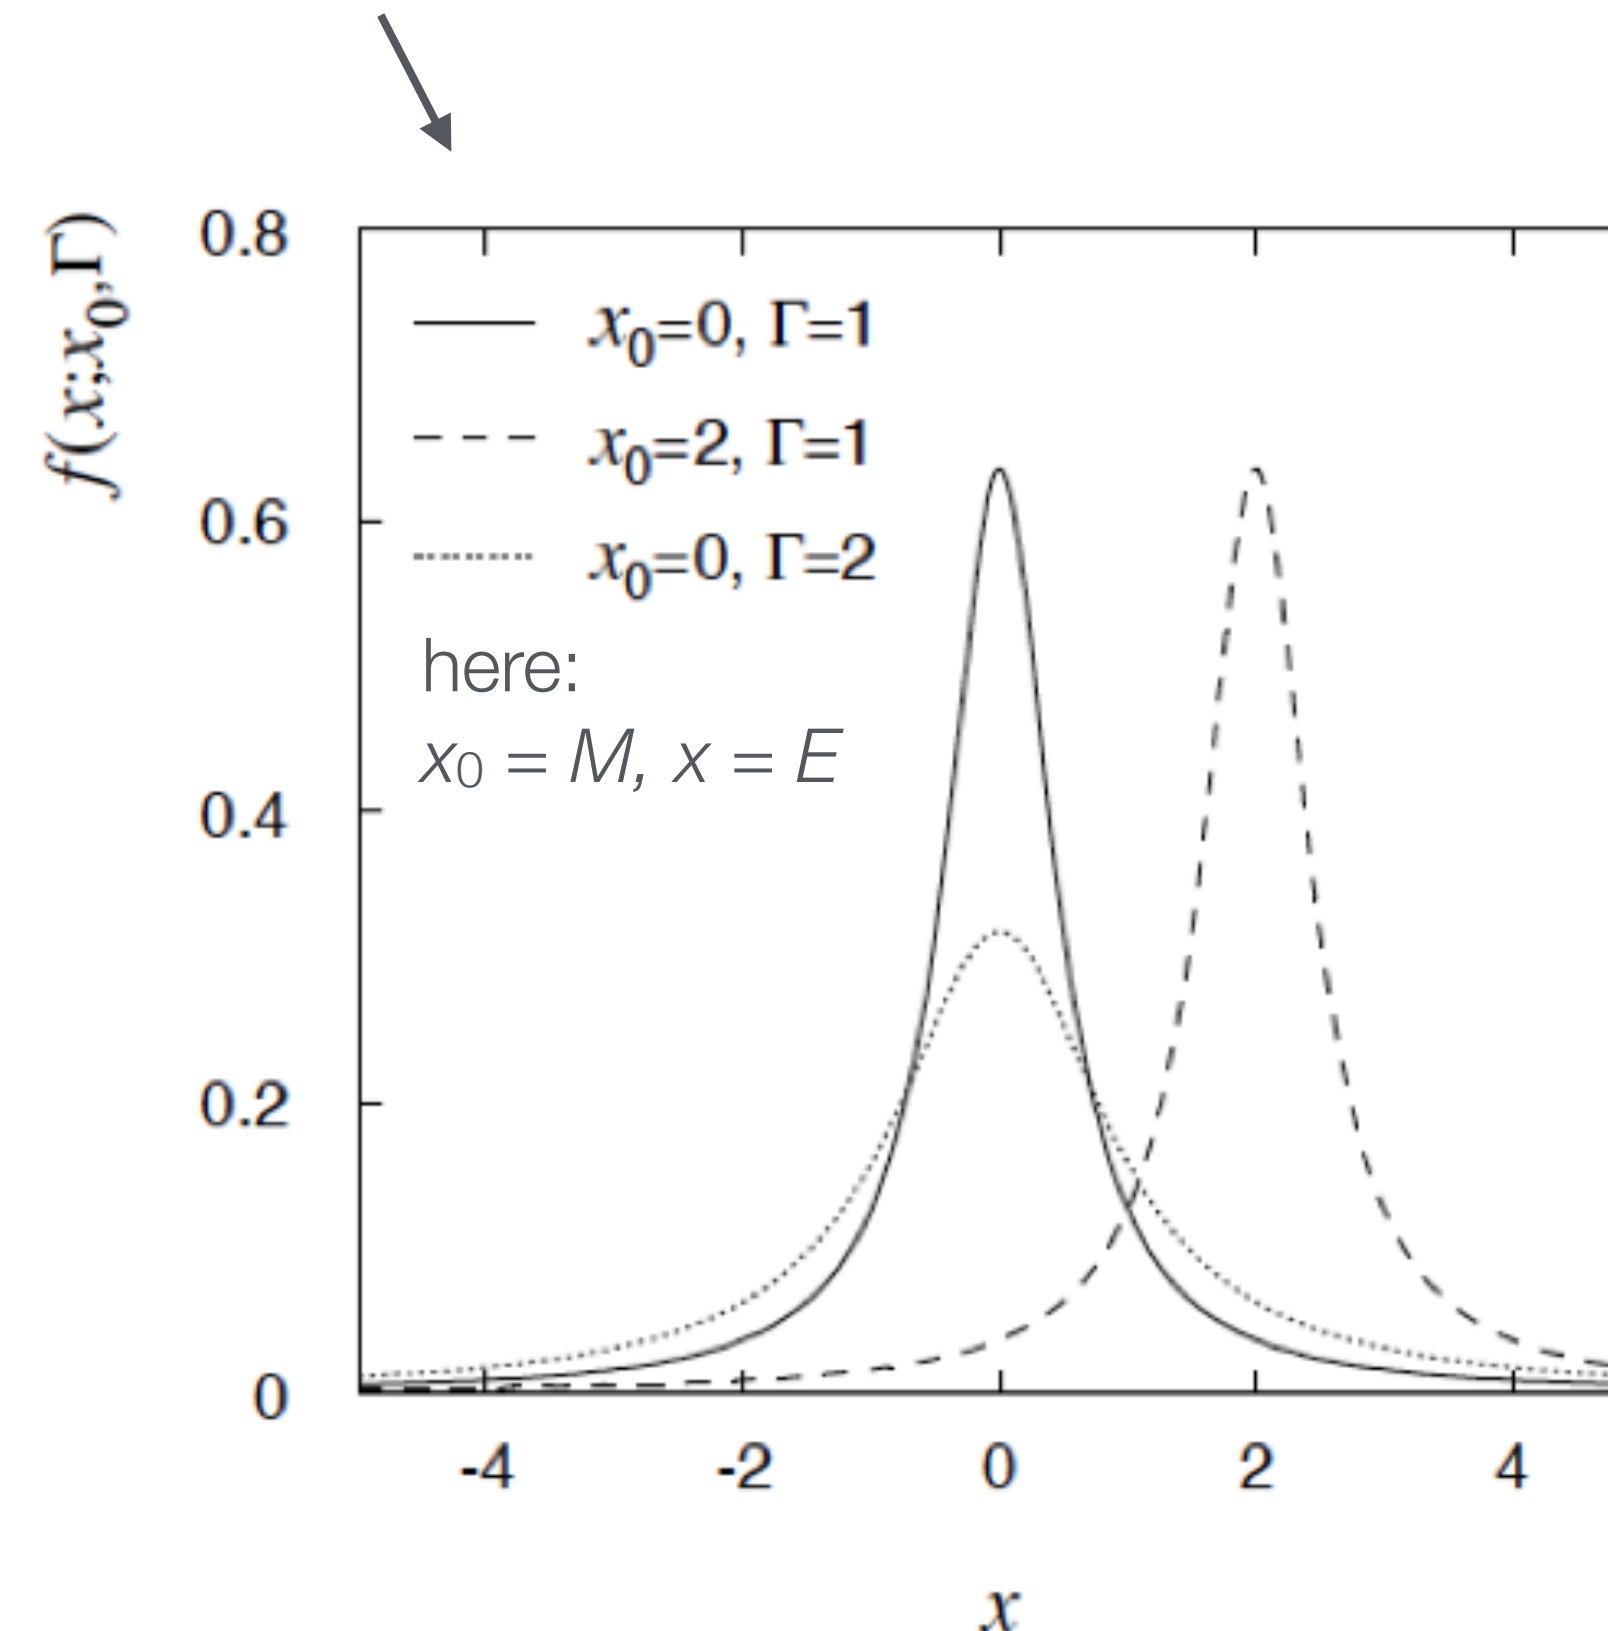 f(x;x₀,Γ)
0.8
x₀=0, Γ=1
x₀=2, Γ=1
0.6
x₀=0, Γ=2
here:
x₀ = M, x = E
0.4
0.2
0
-4 -2 0 2 4
x